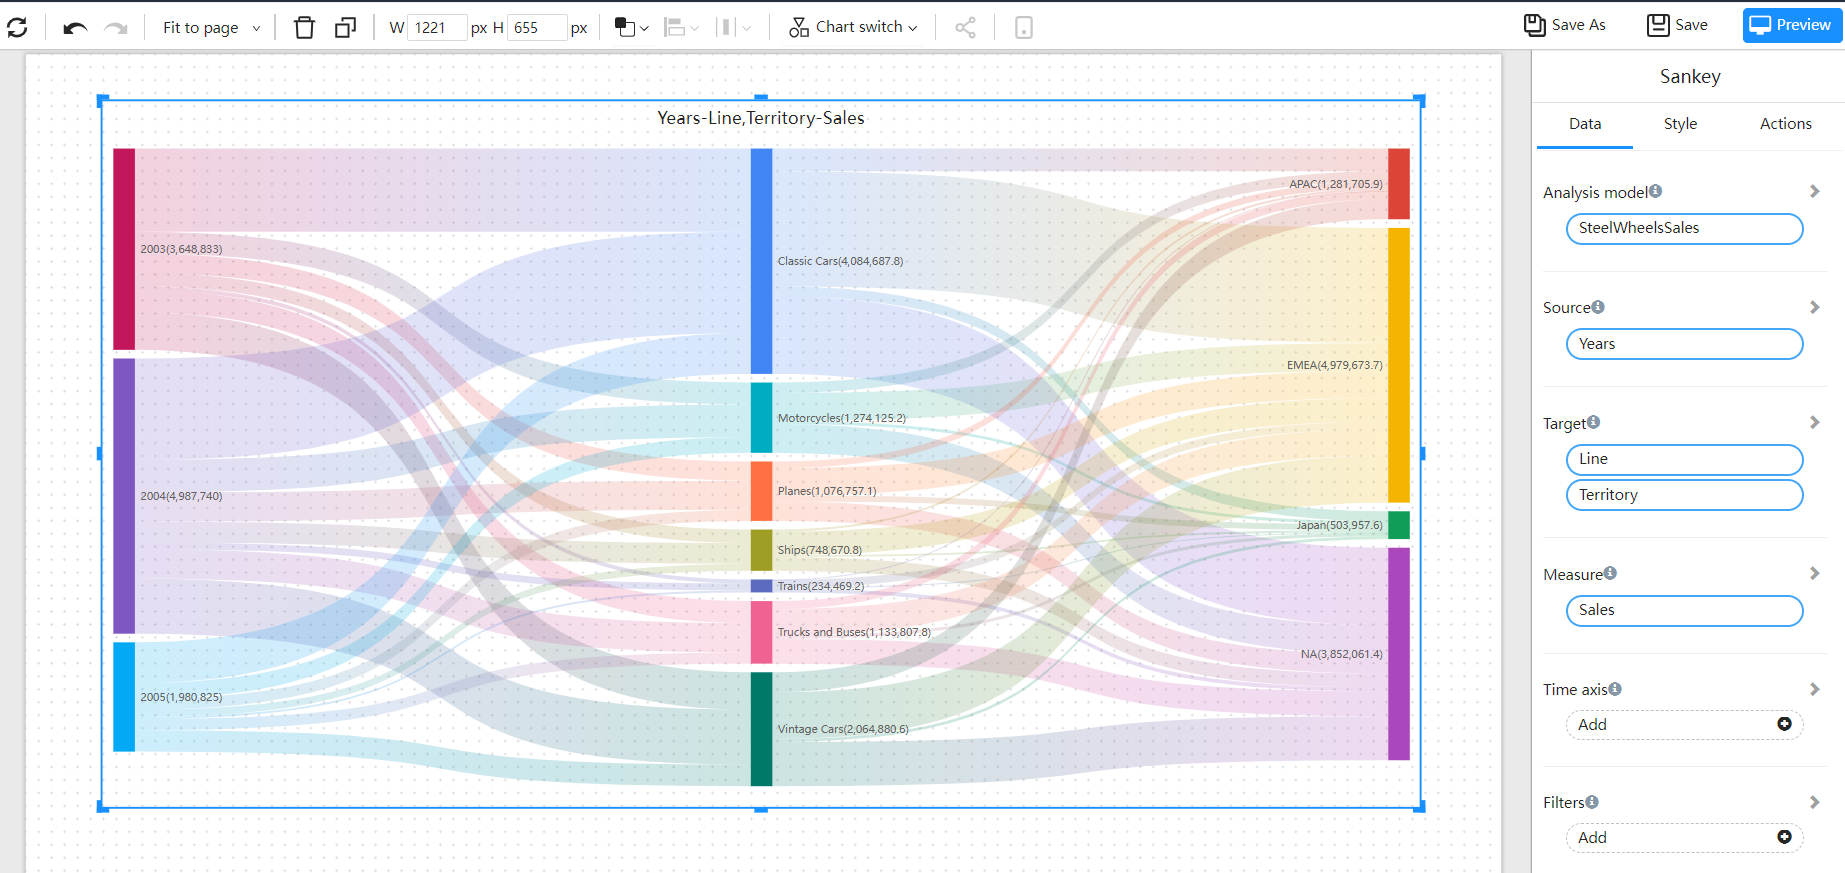 Fit to page
W 1221 px H 655 px
Chart switch
Save As
Save
Preview
Years-Line,Territory-Sales
2003(3,648,833)
2004(4,987,740)
2005(1,980,825)
Classic Cars(4,084,687.8)
Motorcycles(1,274,125.2)
Planes(1,076,757.1)
Ships(748,670.8)
Trains(234,469.2)
Trucks and Buses(1,133,807.8)
Vintage Cars(2,064,880.6)
APAC(1,281,705.9)
EMEA(4,979,673.7)
Japan(503,957.6)
NA(3,852,061.4)
Sankey
Data Style Actions
Analysis model
SteelWheelsSales
Source
Years
Target
Line
Territory
Measure
Sales
Time axis
Add
Filters
Add